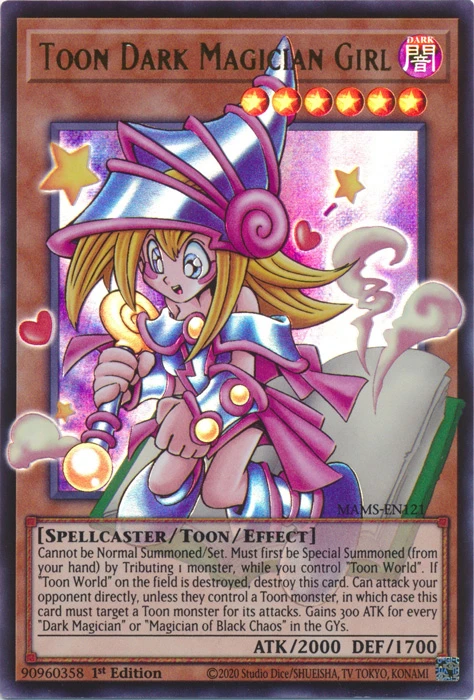 TOON DARK MAGICIAN GIRL
DARK
闇
MAMS-EN121
[SPELLCASTER/TOON/EFFECT]
Cannot be Normal Summoned/Set. Must first be Special Summoned (from
your hand) by Tributing 1 monster, while you control "Toon World". If
"Toon World" on the field is destroyed, destroy this card. Can attack your
opponent directly, unless they control a Toon monster, in which case this
card must target a Toon monster for its attacks. Gains 300 ATK for every
"Dark Magician" or "Magician of Black Chaos" in the GYs.
ATK/2000 DEF/1700
90960358 1st Edition ©2020 Studio Dice/SHUEISHA, TV TOKYO, KONAMI